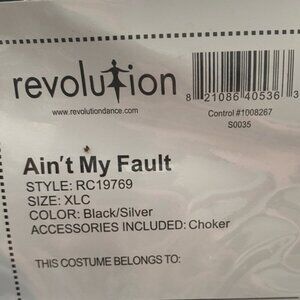 revolution
www.revolutiondance.com
8 21086 40536 3
Control #1008267
S0035
Ain't My Fault
STYLE: RC19769
SIZE: XLC
COLOR: Black/Silver
ACCESSORIES INCLUDED: Choker
THIS COSTUME BELONGS TO: